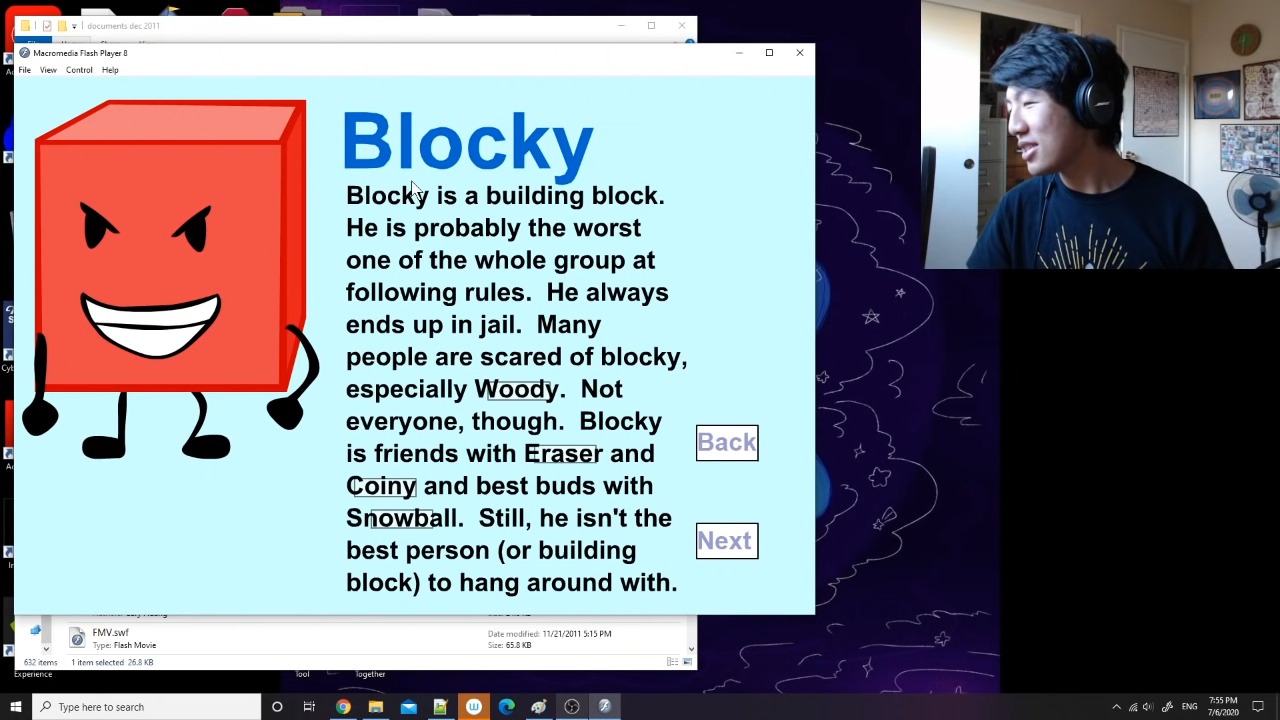 documents dec 2011
Macromedia Flash Player 8
File View Control Help
Blocky
Blocky is a building block.
He is probably the worst
one of the whole group at
following rules. He always
ends up in jail. Many
people are scared of blocky,
especially Woody. Not
everyone, though. Blocky
is friends with Eraser and
Coiny and best buds with
Snowball. Still, he isn't the
best person (or building
block) to hang around with.
Back
Next
FMV.swf
Type: Flash Movie
Date modified: 11/21/2011 5:15 PM
Size: 65.8 KB
632 items 1 item selected 26.8 KB
Experience
Tool
Together
Type here to search
ENG
7:55 PM
7/6/2020